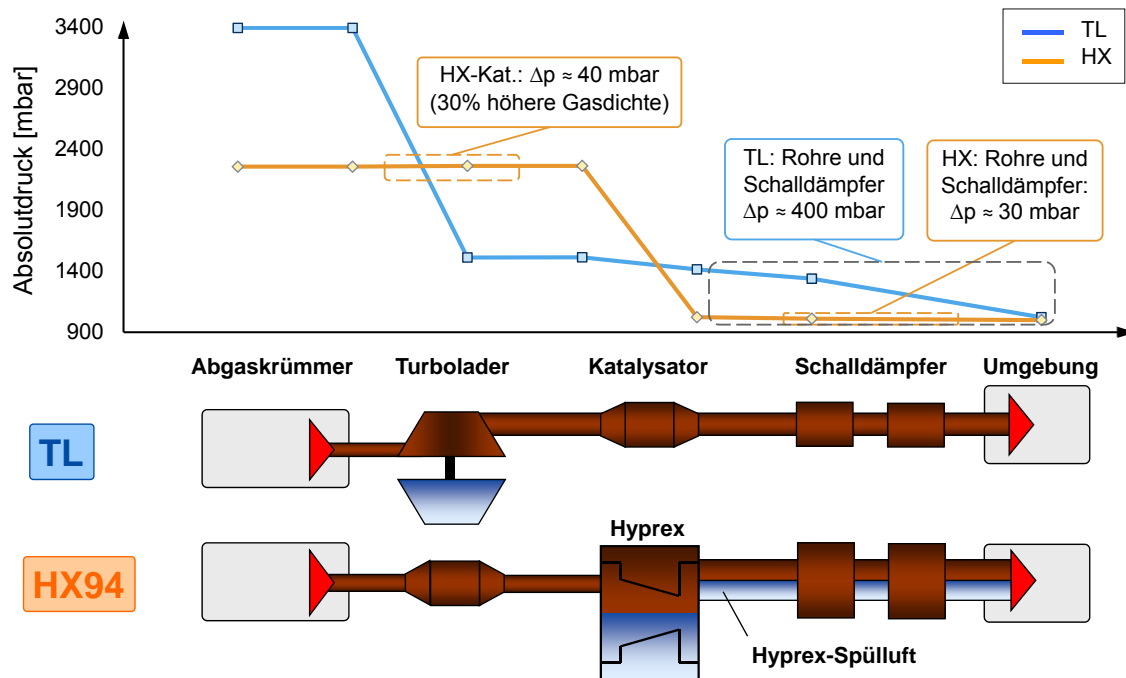 3400
2900
2400
1900
1400
900
Absolutdruck [mbar]
TL
HX
HX-Kat.: Δp ≈ 40 mbar
(30% höhere Gasdichte)
TL: Rohre und
Schalldämpfer
Δp ≈ 400 mbar
HX: Rohre und
Schalldämpfer:
Δp ≈ 30 mbar
Abgaskrümmer
Turbolader
Katalysator
Schalldämpfer
Umgebung
TL
Hyprex
HX94
Hyprex-Spülluft